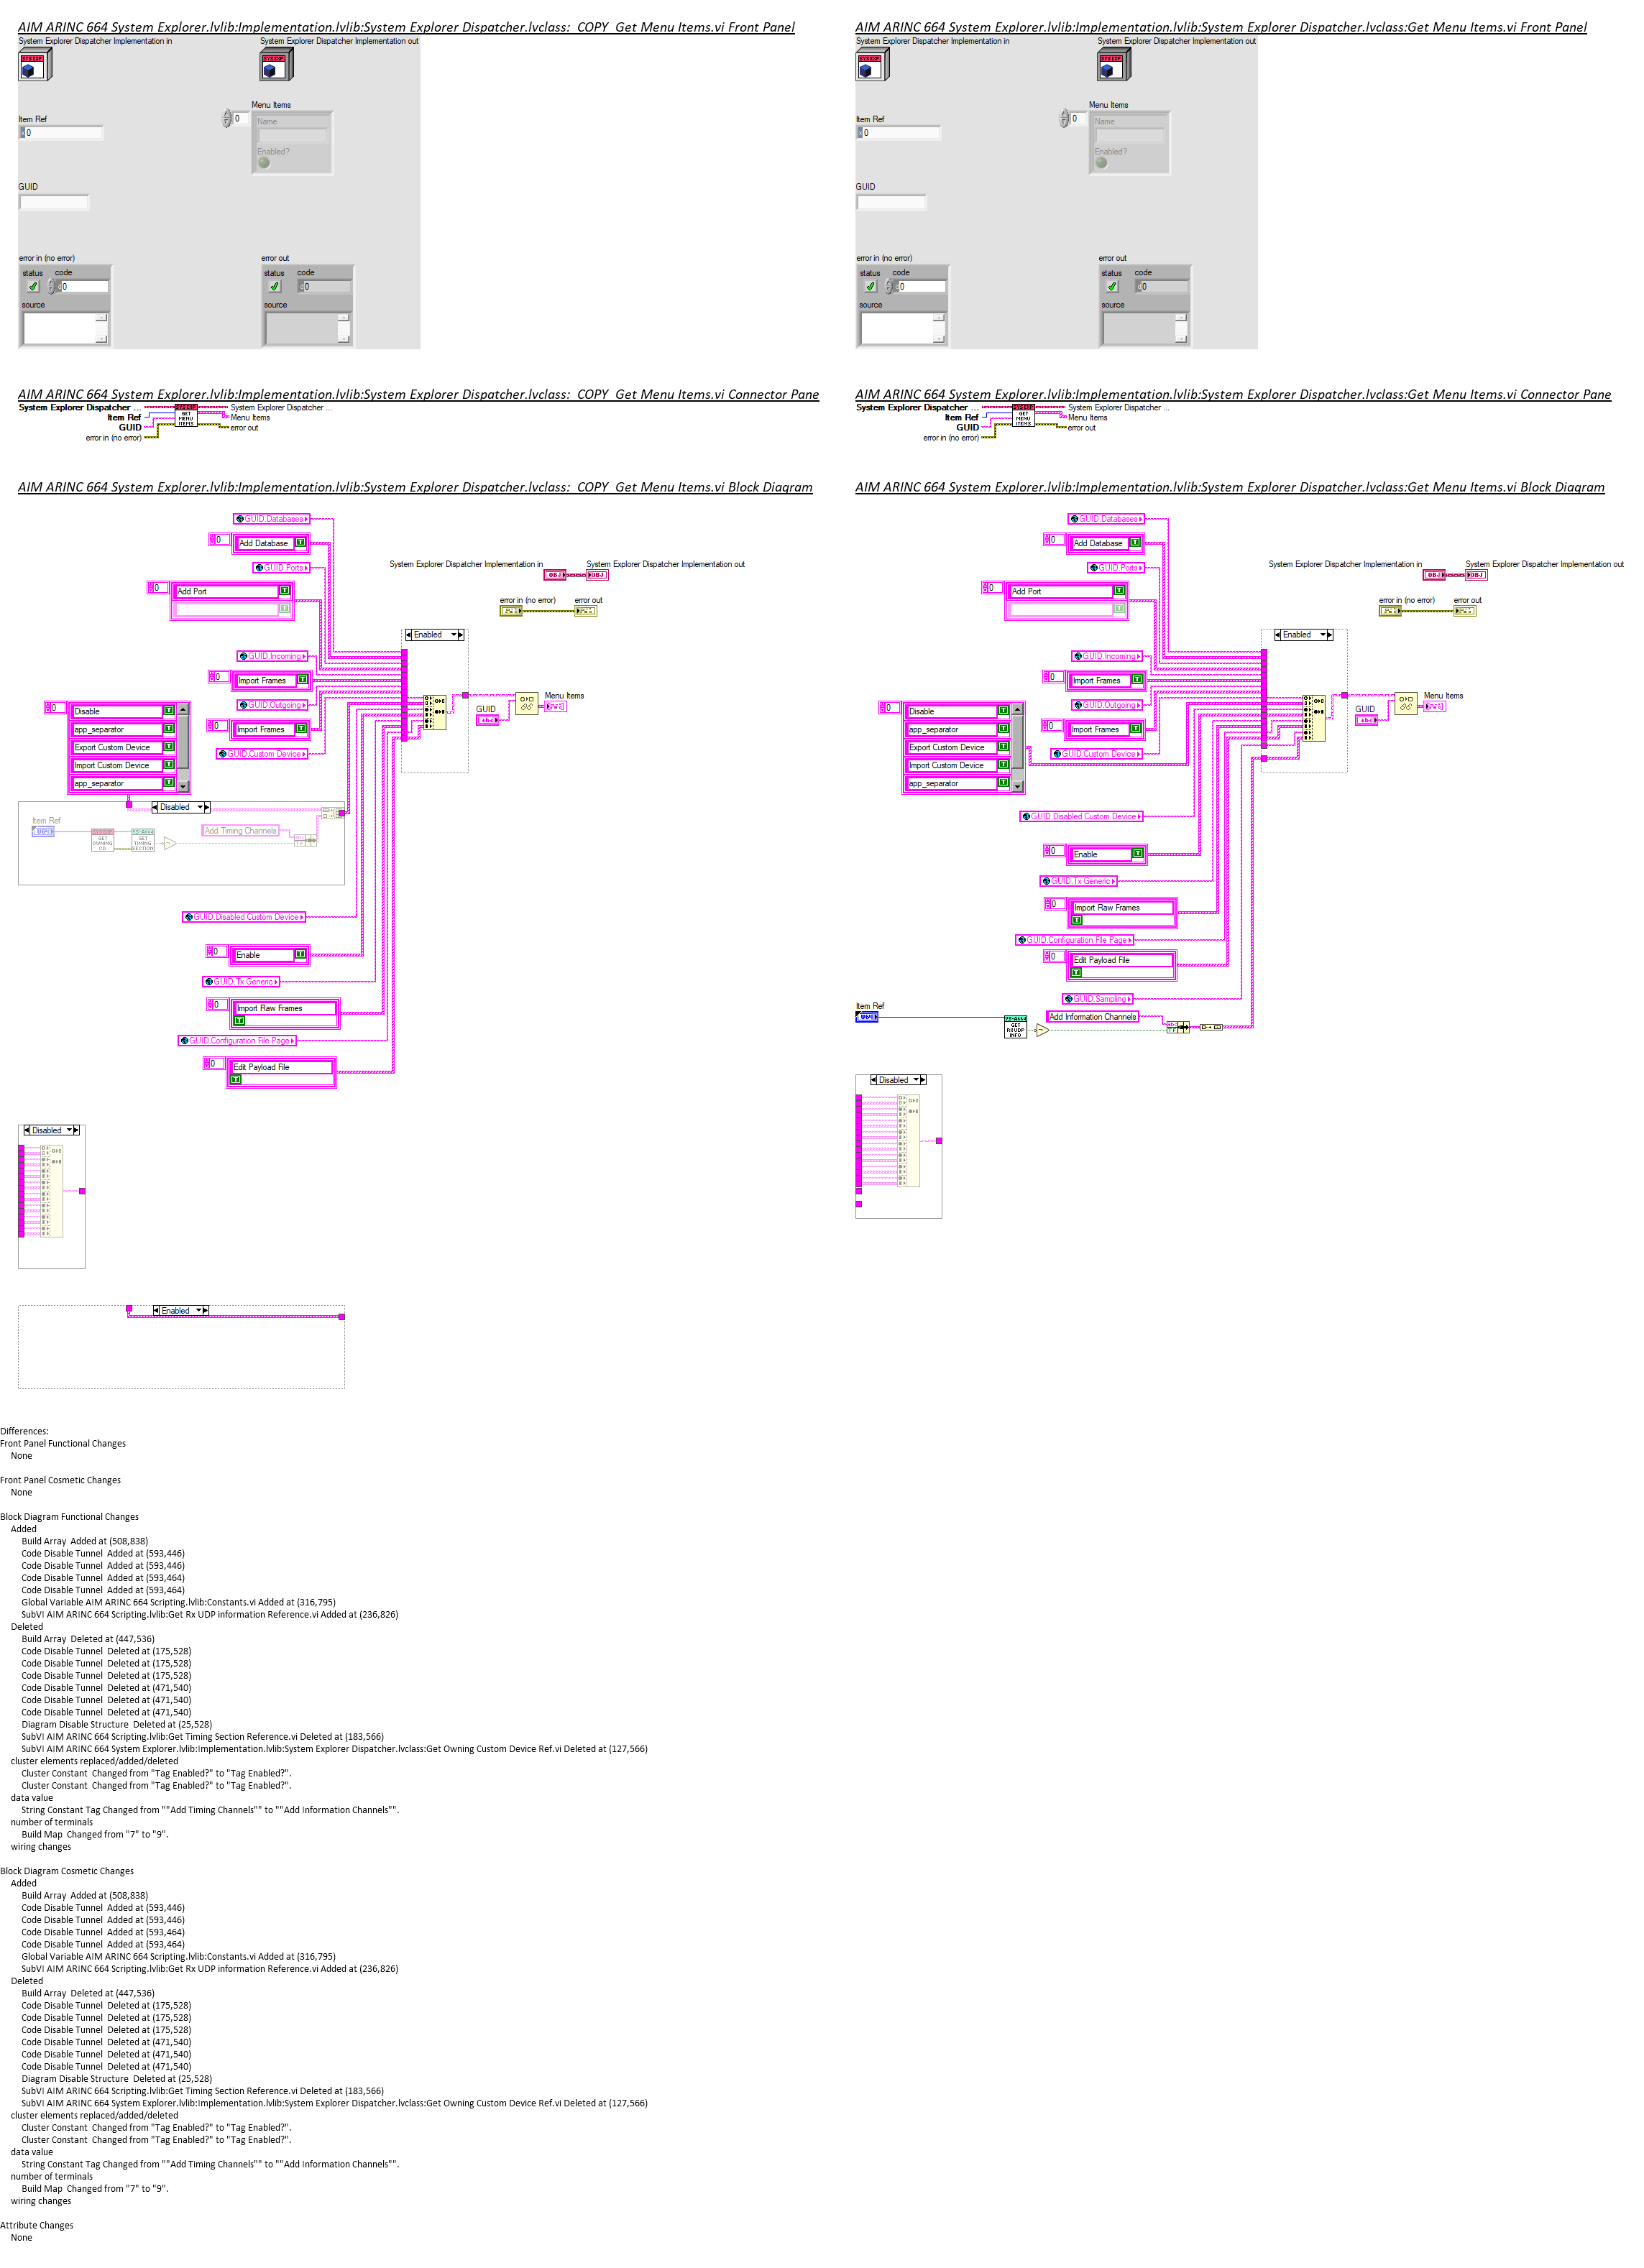 AIM ARINC 664 System Explorer.lvlib:Implementation.lvlib:System Explorer Dispatcher.lvclass:  COPY  Get Menu Items.vi Front Panel
System Explorer Dispatcher Implementation in
System Explorer Dispatcher Implementation out
Menu Items
0
Name
Enabled?
Item Ref
0
GUID
error in (no error)
status
code
0
source
error out
status
code
0
source
AIM ARINC 664 System Explorer.lvlib:Implementation.lvlib:System Explorer Dispatcher.lvclass:Get Menu Items.vi Front Panel
System Explorer Dispatcher Implementation in
System Explorer Dispatcher Implementation out
Menu Items
0
Name
Enabled?
Item Ref
0
GUID
error in (no error)
status
code
0
source
error out
status
code
0
source
AIM ARINC 664 System Explorer.lvlib:Implementation.lvlib:System Explorer Dispatcher.lvclass:  COPY  Get Menu Items.vi Connector Pane
System Explorer Dispatcher ...
Item Ref
GUID
error in (no error)
GET
MENU
ITEMS
System Explorer Dispatcher ...
Menu Items
error out
AIM ARINC 664 System Explorer.lvlib:Implementation.lvlib:System Explorer Dispatcher.lvclass:Get Menu Items.vi Connector Pane
System Explorer Dispatcher ...
Item Ref
GUID
error in (no error)
GET
MENU
ITEMS
System Explorer Dispatcher ...
Menu Items
error out
AIM ARINC 664 System Explorer.lvlib:Implementation.lvlib:System Explorer Dispatcher.lvclass:  COPY  Get Menu Items.vi Block Diagram
GUID.Databases
0
Add Database
T
GUID.Ports
0
Add Port
T
T
System Explorer Dispatcher Implementation in
System Explorer Dispatcher Implementation out
OBJ
OBJ
error in (no error)
error out
Enabled
GUID.Incoming
0
Import Frames
T
GUID.Outgoing
0
Import Frames
T
GUID.Custom Device
GUID
abc
Menu Items
0
Disable
T
app_separator
T
Export Custom Device
T
Import Custom Device
T
app_separator
T
Disabled
Item Ref
GET
OWNING
CD
GET
TIMING
SECTION
Add Timing Channels
GUID.Disabled Custom Device
0
Enable
T
GUID.Tx Generic
0
Import Raw Frames
T
GUID.Configuration File Page
0
Edit Payload File
T
Disabled
Enabled
AIM ARINC 664 System Explorer.lvlib:Implementation.lvlib:System Explorer Dispatcher.lvclass:Get Menu Items.vi Block Diagram
GUID.Databases
0
Add Database
T
GUID.Ports
0
Add Port
T
T
System Explorer Dispatcher Implementation in
System Explorer Dispatcher Implementation out
OBJ
OBJ
error in (no error)
error out
Enabled
GUID.Incoming
0
Import Frames
T
GUID.Outgoing
0
Import Frames
T
GUID.Custom Device
GUID
abc
Menu Items
0
Disable
T
app_separator
T
Export Custom Device
T
Import Custom Device
T
app_separator
T
GUID.Disabled Custom Device
0
Enable
T
GUID.Tx Generic
0
Import Raw Frames
T
GUID.Configuration File Page
0
Edit Payload File
T
GUID.Sampling
Item Ref
Add Information Channels
GET
RX UDP
INFO
Disabled
Differences:
Front Panel Functional Changes
None
Front Panel Cosmetic Changes
None
Block Diagram Functional Changes
Added
Build Array  Added at (508,838)
Code Disable Tunnel  Added at (593,446)
Code Disable Tunnel  Added at (593,446)
Code Disable Tunnel  Added at (593,464)
Code Disable Tunnel  Added at (593,464)
Global Variable AIM ARINC 664 Scripting.lvlib:Constants.vi Added at (316,795)
SubVI AIM ARINC 664 Scripting.lvlib:Get Rx UDP information Reference.vi Added at (236,826)
Deleted
Build Array  Deleted at (447,536)
Code Disable Tunnel  Deleted at (175,528)
Code Disable Tunnel  Deleted at (175,528)
Code Disable Tunnel  Deleted at (175,528)
Code Disable Tunnel  Deleted at (471,540)
Code Disable Tunnel  Deleted at (471,540)
Code Disable Tunnel  Deleted at (471,540)
Diagram Disable Structure  Deleted at (25,528)
SubVI AIM ARINC 664 Scripting.lvlib:Get Timing Section Reference.vi Deleted at (183,566)
SubVI AIM ARINC 664 System Explorer.lvlib:Implementation.lvlib:System Explorer Dispatcher.lvclass:Get Owning Custom Device Ref.vi Deleted at (127,566)
cluster elements replaced/added/deleted
Cluster Constant  Changed from "Tag Enabled?" to "Tag Enabled?".
Cluster Constant  Changed from "Tag Enabled?" to "Tag Enabled?".
data value
String Constant Tag Changed from ""Add Timing Channels"" to ""Add Information Channels"".
number of terminals
Build Map  Changed from "7" to "9".
wiring changes
Block Diagram Cosmetic Changes
Added
Build Array  Added at (508,838)
Code Disable Tunnel  Added at (593,446)
Code Disable Tunnel  Added at (593,446)
Code Disable Tunnel  Added at (593,464)
Code Disable Tunnel  Added at (593,464)
Global Variable AIM ARINC 664 Scripting.lvlib:Constants.vi Added at (316,795)
SubVI AIM ARINC 664 Scripting.lvlib:Get Rx UDP information Reference.vi Added at (236,826)
Deleted
Build Array  Deleted at (447,536)
Code Disable Tunnel  Deleted at (175,528)
Code Disable Tunnel  Deleted at (175,528)
Code Disable Tunnel  Deleted at (175,528)
Code Disable Tunnel  Deleted at (471,540)
Code Disable Tunnel  Deleted at (471,540)
Code Disable Tunnel  Deleted at (471,540)
Diagram Disable Structure  Deleted at (25,528)
SubVI AIM ARINC 664 Scripting.lvlib:Get Timing Section Reference.vi Deleted at (183,566)
SubVI AIM ARINC 664 System Explorer.lvlib:Implementation.lvlib:System Explorer Dispatcher.lvclass:Get Owning Custom Device Ref.vi Deleted at (127,566)
cluster elements replaced/added/deleted
Cluster Constant  Changed from "Tag Enabled?" to "Tag Enabled?".
Cluster Constant  Changed from "Tag Enabled?" to "Tag Enabled?".
data value
String Constant Tag Changed from ""Add Timing Channels"" to ""Add Information Channels"".
number of terminals
Build Map  Changed from "7" to "9".
wiring changes
Attribute Changes
None